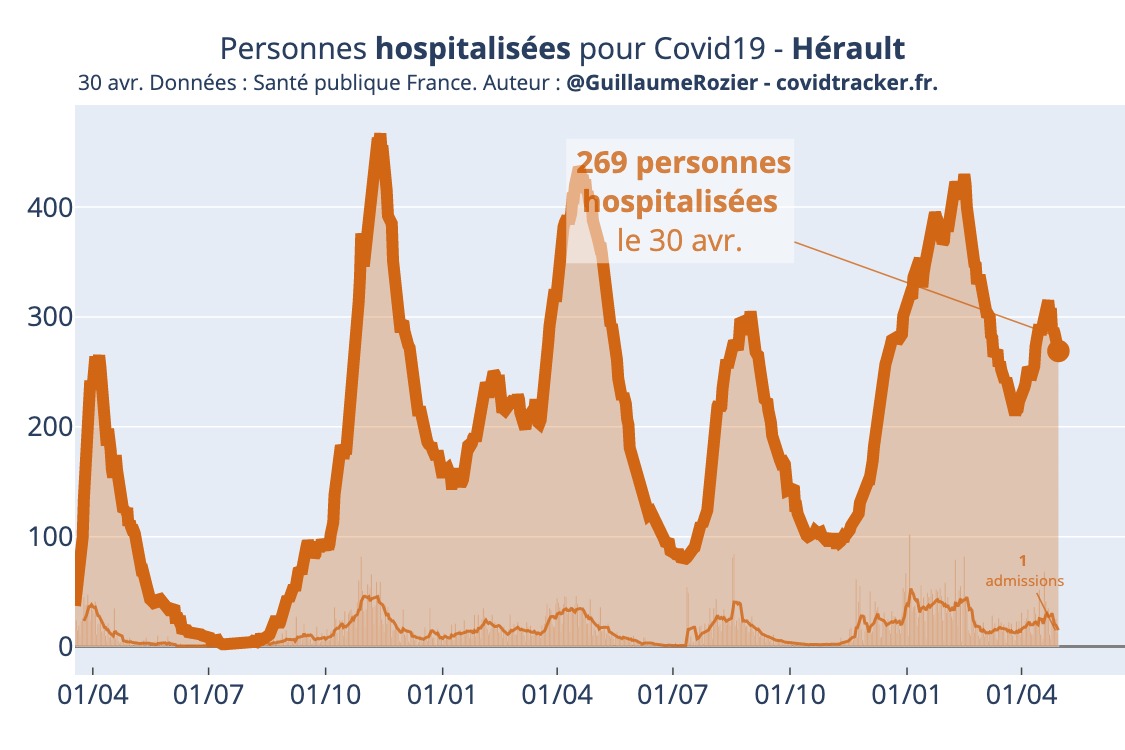 Personnes hospitalisées pour Covid19 - Hérault
30 avr. Données : Santé publique France. Auteur : @GuillaumeRozier - covidtracker.fr.
269 personnes
hospitalisées
le 30 avr.
400
300
200
100
0
1
admissions
01/04 01/07 01/10 01/01 01/04 01/07 01/10 01/01 01/04